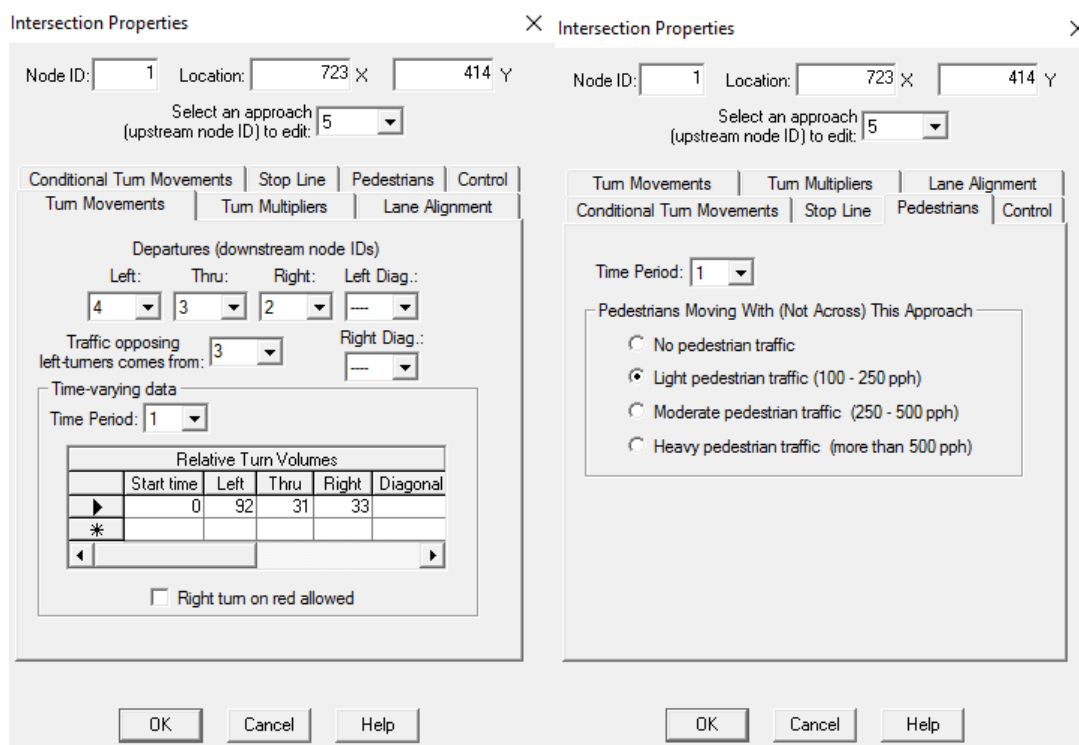 Intersection Properties
Node ID: 1 Location: 723 X 414 Y
Select an approach
(upstream node ID) to edit: 5
Conditional Turn Movements Stop Line Pedestrians Control
Turn Movements Turn Multipliers Lane Alignment
Departures (downstream node IDs)
Left: Thru: Right: Left Diag.:
4 3 2 ----
Traffic opposing
left-turners comes from: 3
Right Diag.:
----
Time-varying data
Time Period: 1
Relative Turn Volumes
Start time Left Thru Right Diagonal
0 92 31 33
Right turn on red allowed
OK Cancel Help
Intersection Properties
Node ID: 1 Location: 723 X 414 Y
Select an approach
(upstream node ID) to edit: 5
Turn Movements Turn Multipliers Lane Alignment
Conditional Turn Movements Stop Line Pedestrians Control
Time Period: 1
Pedestrians Moving With (Not Across) This Approach
No pedestrian traffic
Light pedestrian traffic (100 - 250 pph)
Moderate pedestrian traffic (250 - 500 pph)
Heavy pedestrian traffic (more than 500 pph)
OK Cancel Help